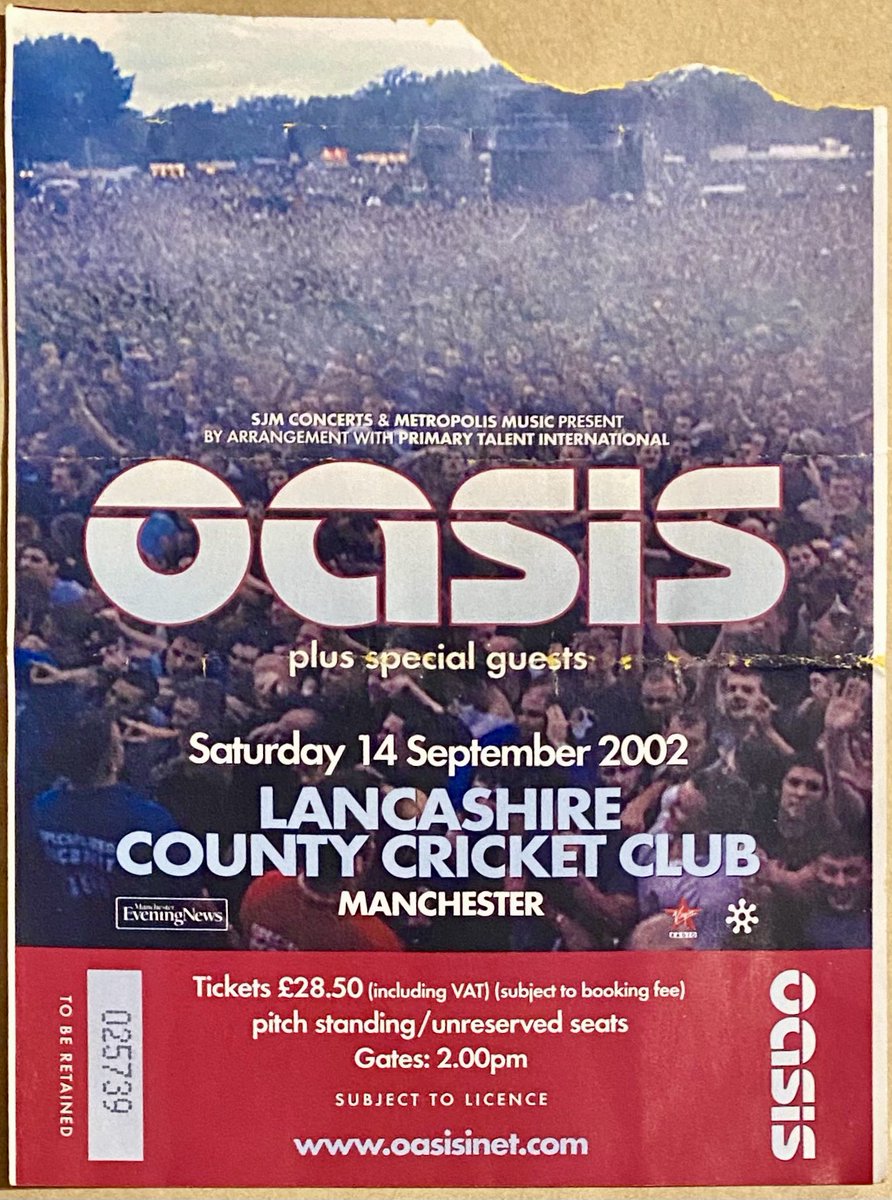 SJM CONCERTS & METROPOLIS MUSIC PRESENT
BY ARRANGEMENT WITH PRIMARY TALENT INTERNATIONAL
oasis
plus special guests
Saturday 14 September 2002
LANCASHIRE
COUNTY CRICKET CLUB
MANCHESTER
Manchester
Evening News
Virgin
RADIO
Tickets £28.50 (including VAT) (subject to booking fee)
pitch standing/unreserved seats
Gates: 2.00pm
SUBJECT TO LICENCE
www.oasisinet.com
TO BE RETAINED
025739
oasis